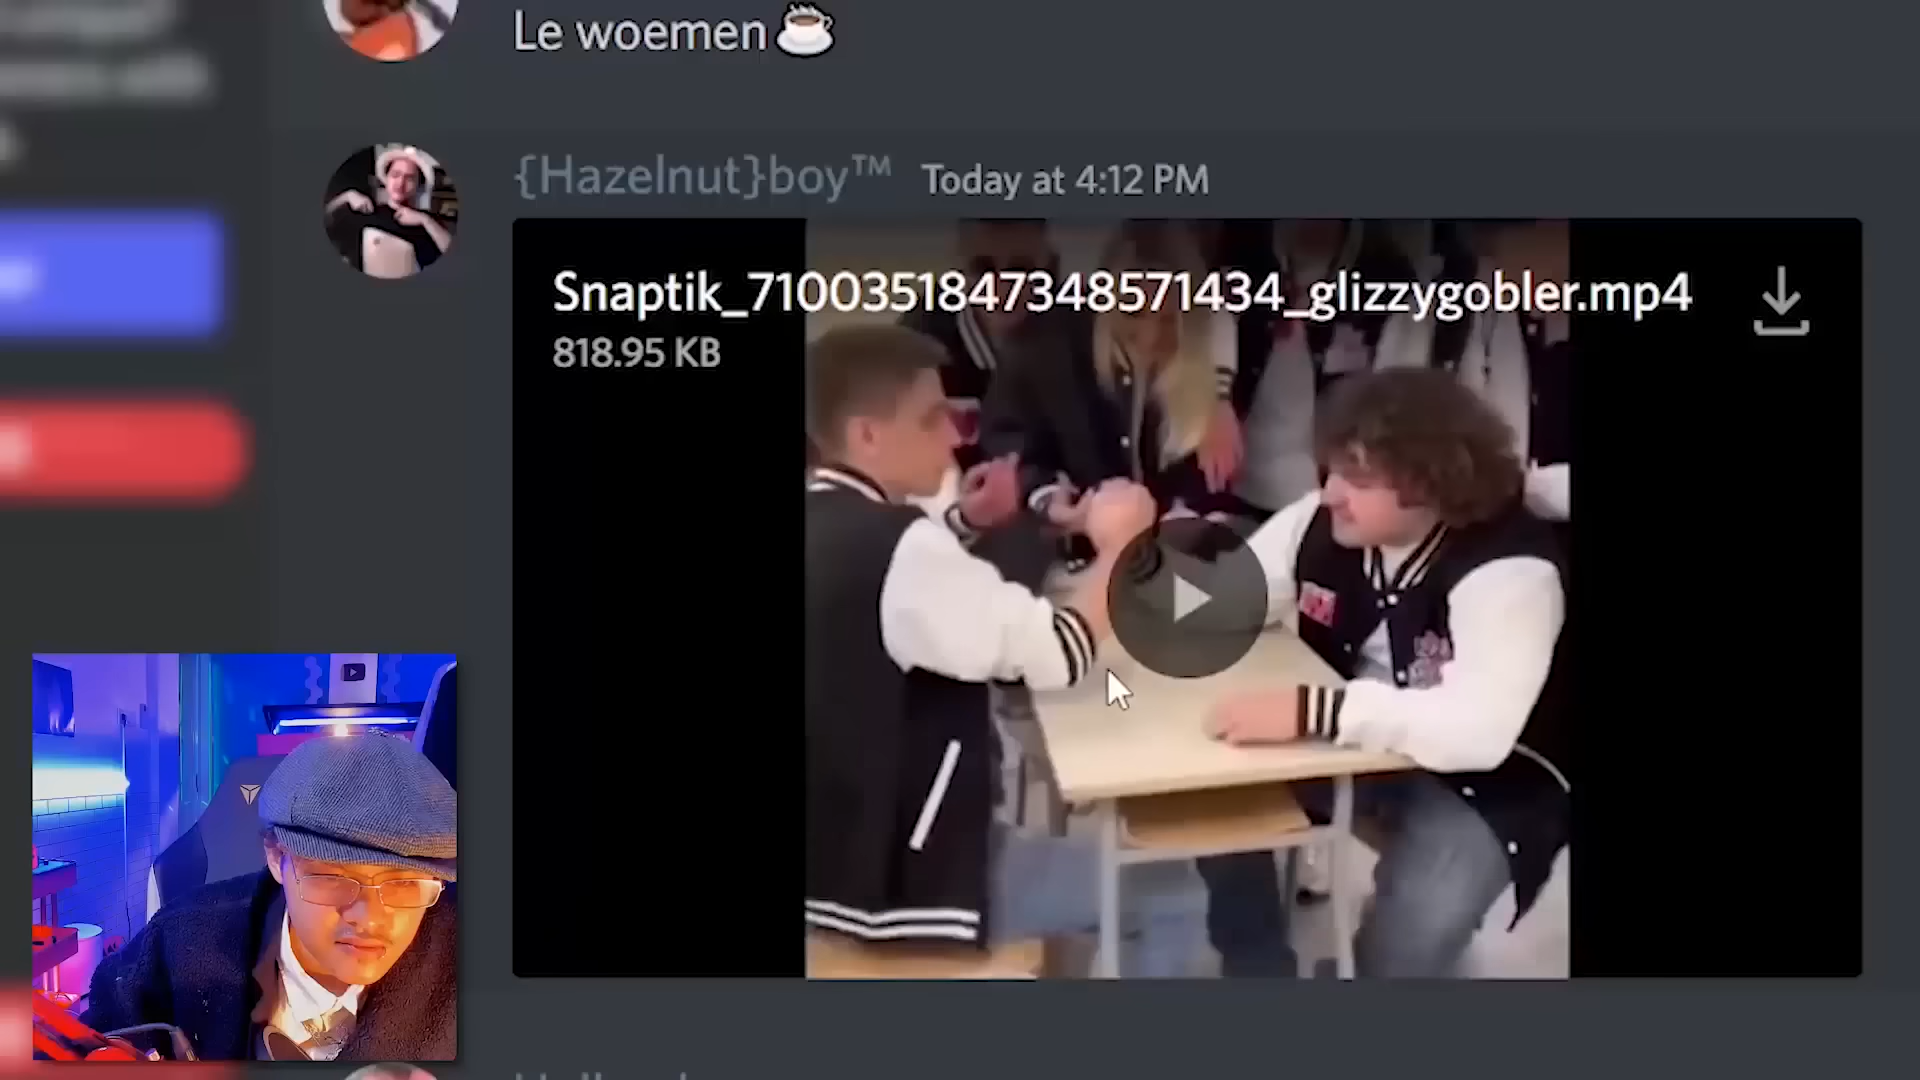 Le woemen
{Hazelnut}boy™ Today at 4:12 PM
Snaptik_7100351847348571434_glizzygobler.mp4
818.95 KB